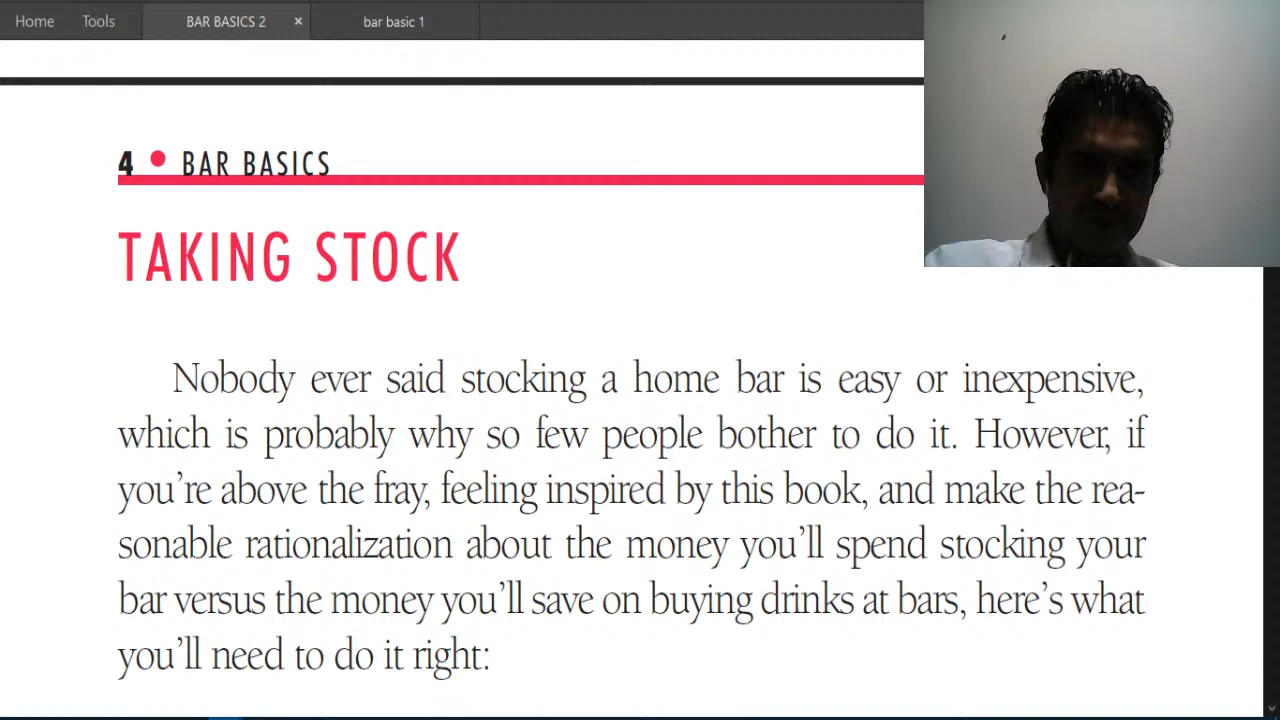 Home Tools BAR BASICS 2 × bar basic 1
4 • BAR BASICS
TAKING STOCK
Nobody ever said stocking a home bar is easy or inexpensive,
which is probably why so few people bother to do it. However, if
you’re above the fray, feeling inspired by this book, and make the rea-
sonable rationalization about the money you’ll spend stocking your
bar versus the money you’ll save on buying drinks at bars, here’s what
you’ll need to do it right: